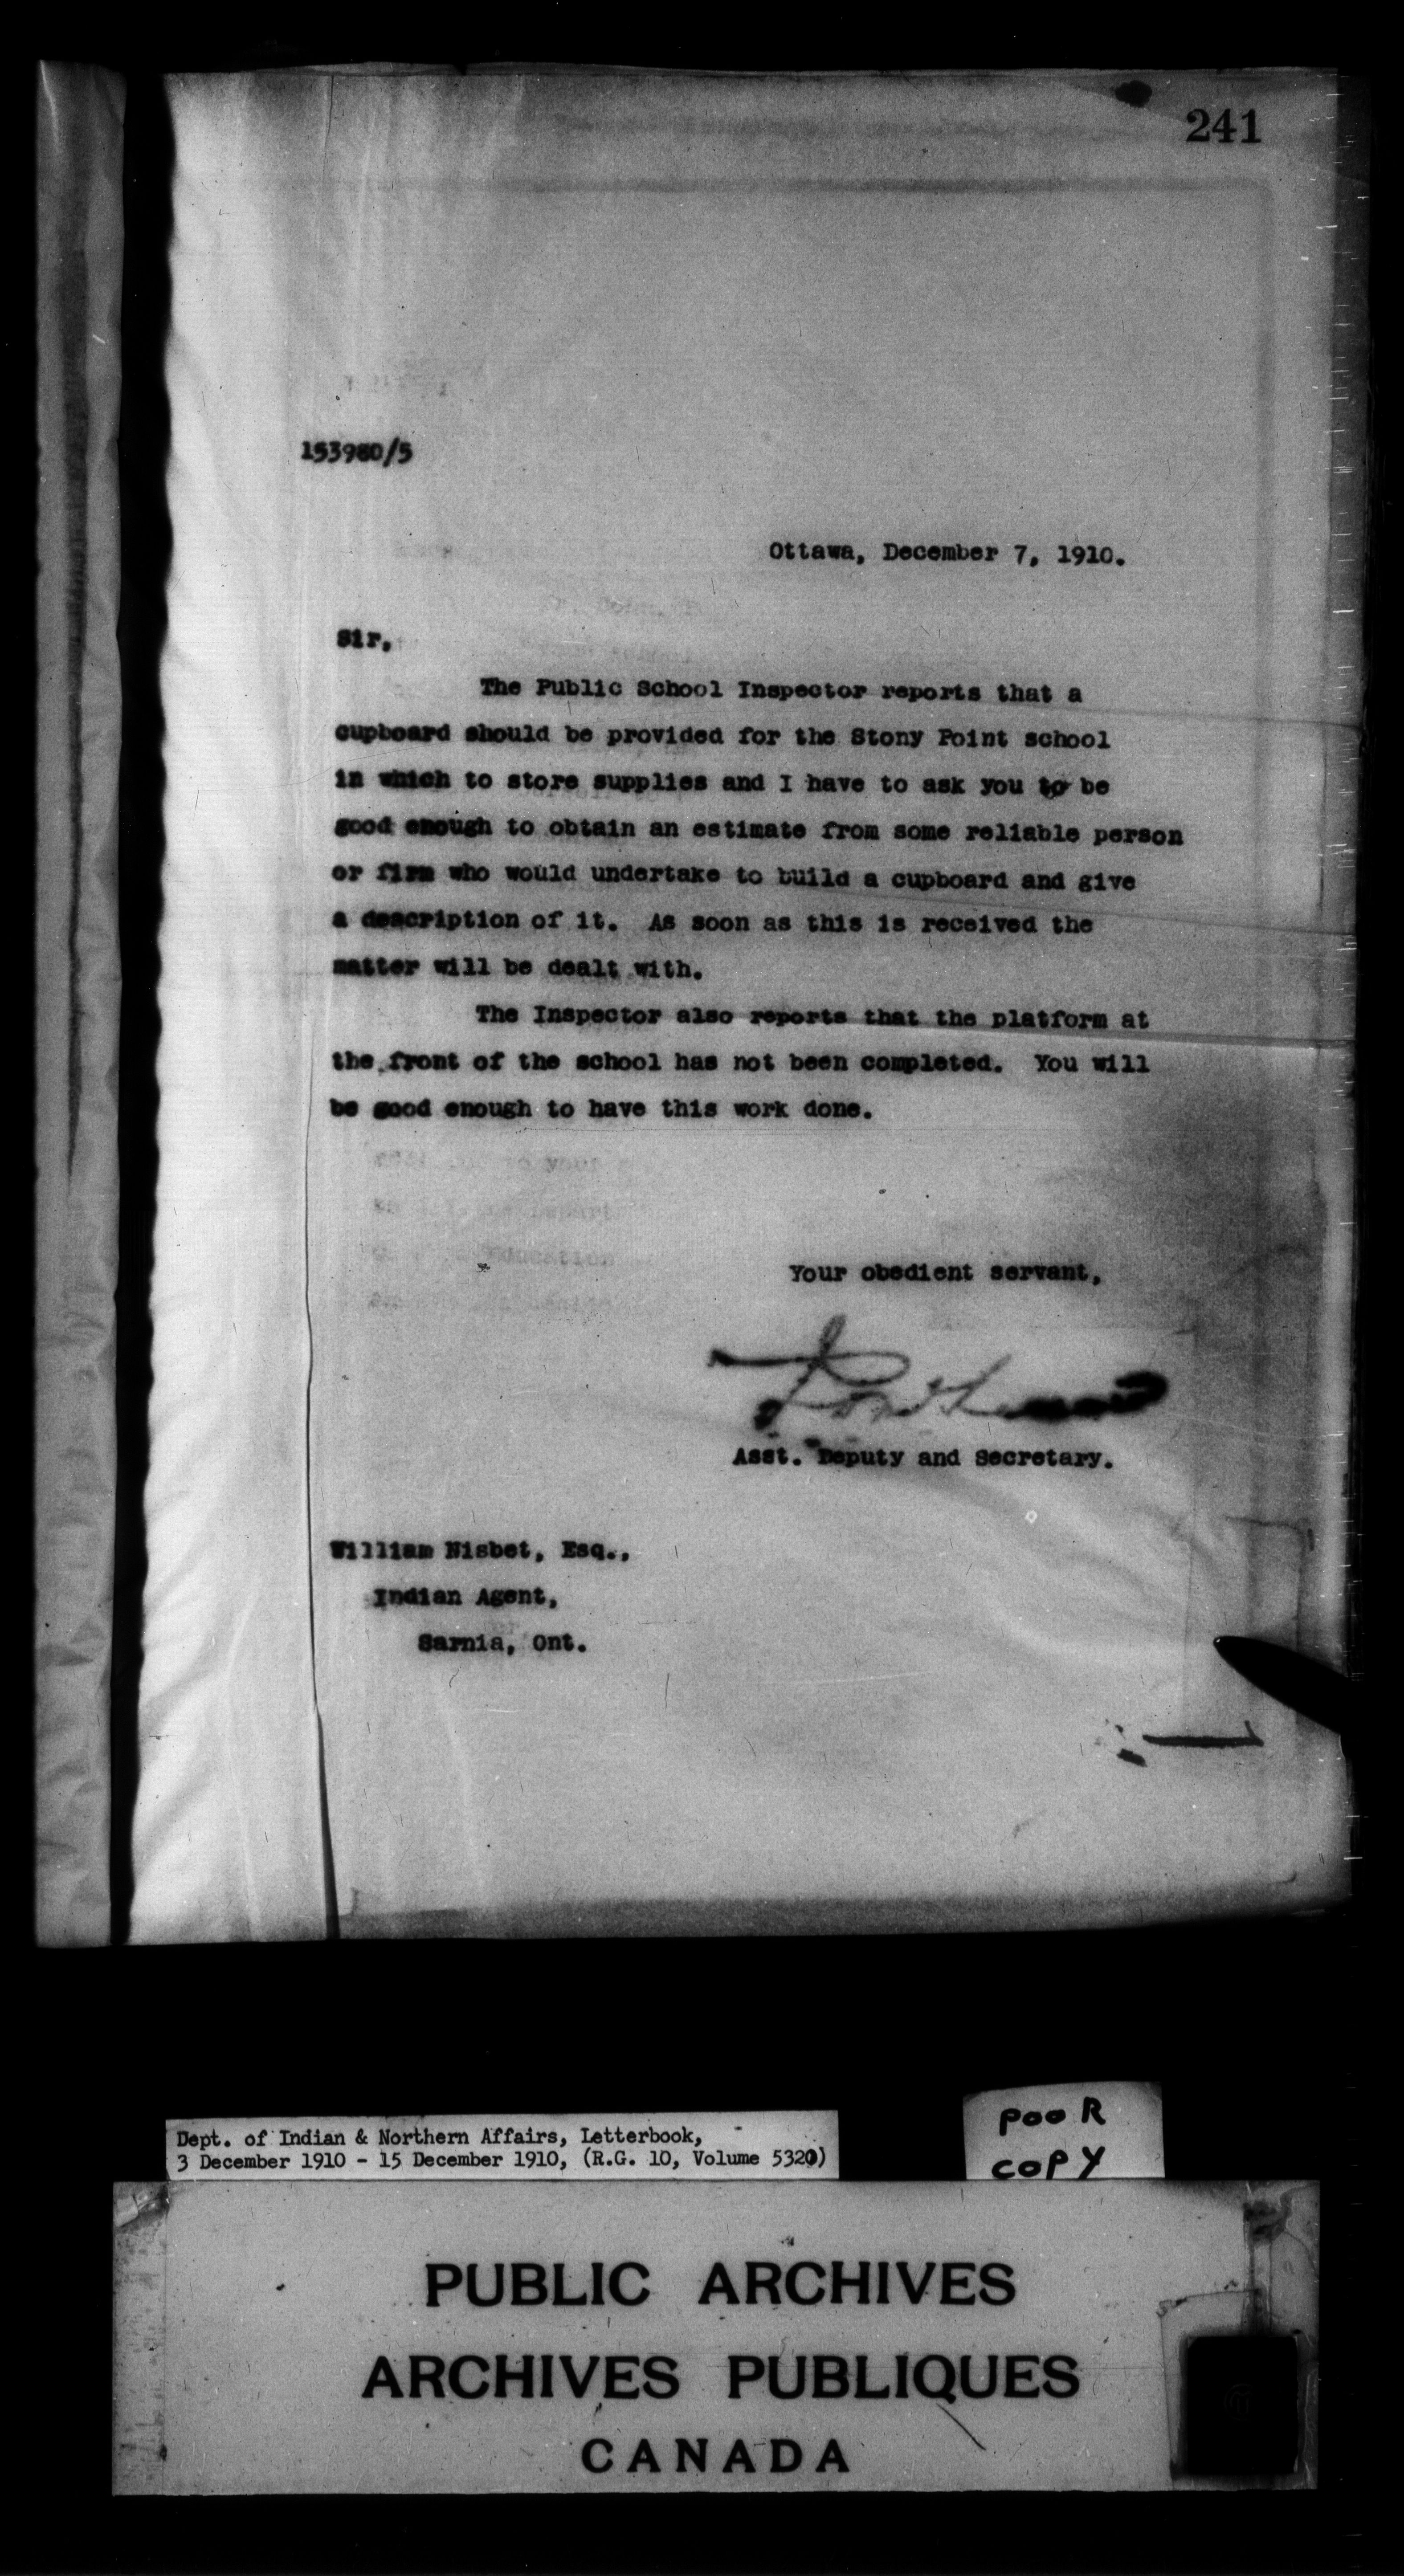 241
153980/5
Ottawa, December 7, 1910.
Sir,
The Public School Inspector reports that a
cupboard should be provided for the Stony Point school
in which to store supplies and I have to ask you to be
good enough to obtain an estimate from some reliable person
or firm who would undertake to build a cupboard and give
a description of it. As soon as this is received the
matter will be dealt with.
The Inspector also reports that the platform at
the front of the school has not been completed. You will
be good enough to have this work done.
Your obedient servant,
Asst. Deputy and Secretary.
William Nisbet, Esq.,
Indian Agent,
Sarnia, Ont.
Dept. of Indian & Northern Affairs, Letterbook,
3 December 1910 - 15 December 1910, (R.G. 10, Volume 5320)
pooR
copy
PUBLIC ARCHIVES
ARCHIVES PUBLIQUES
CANADA